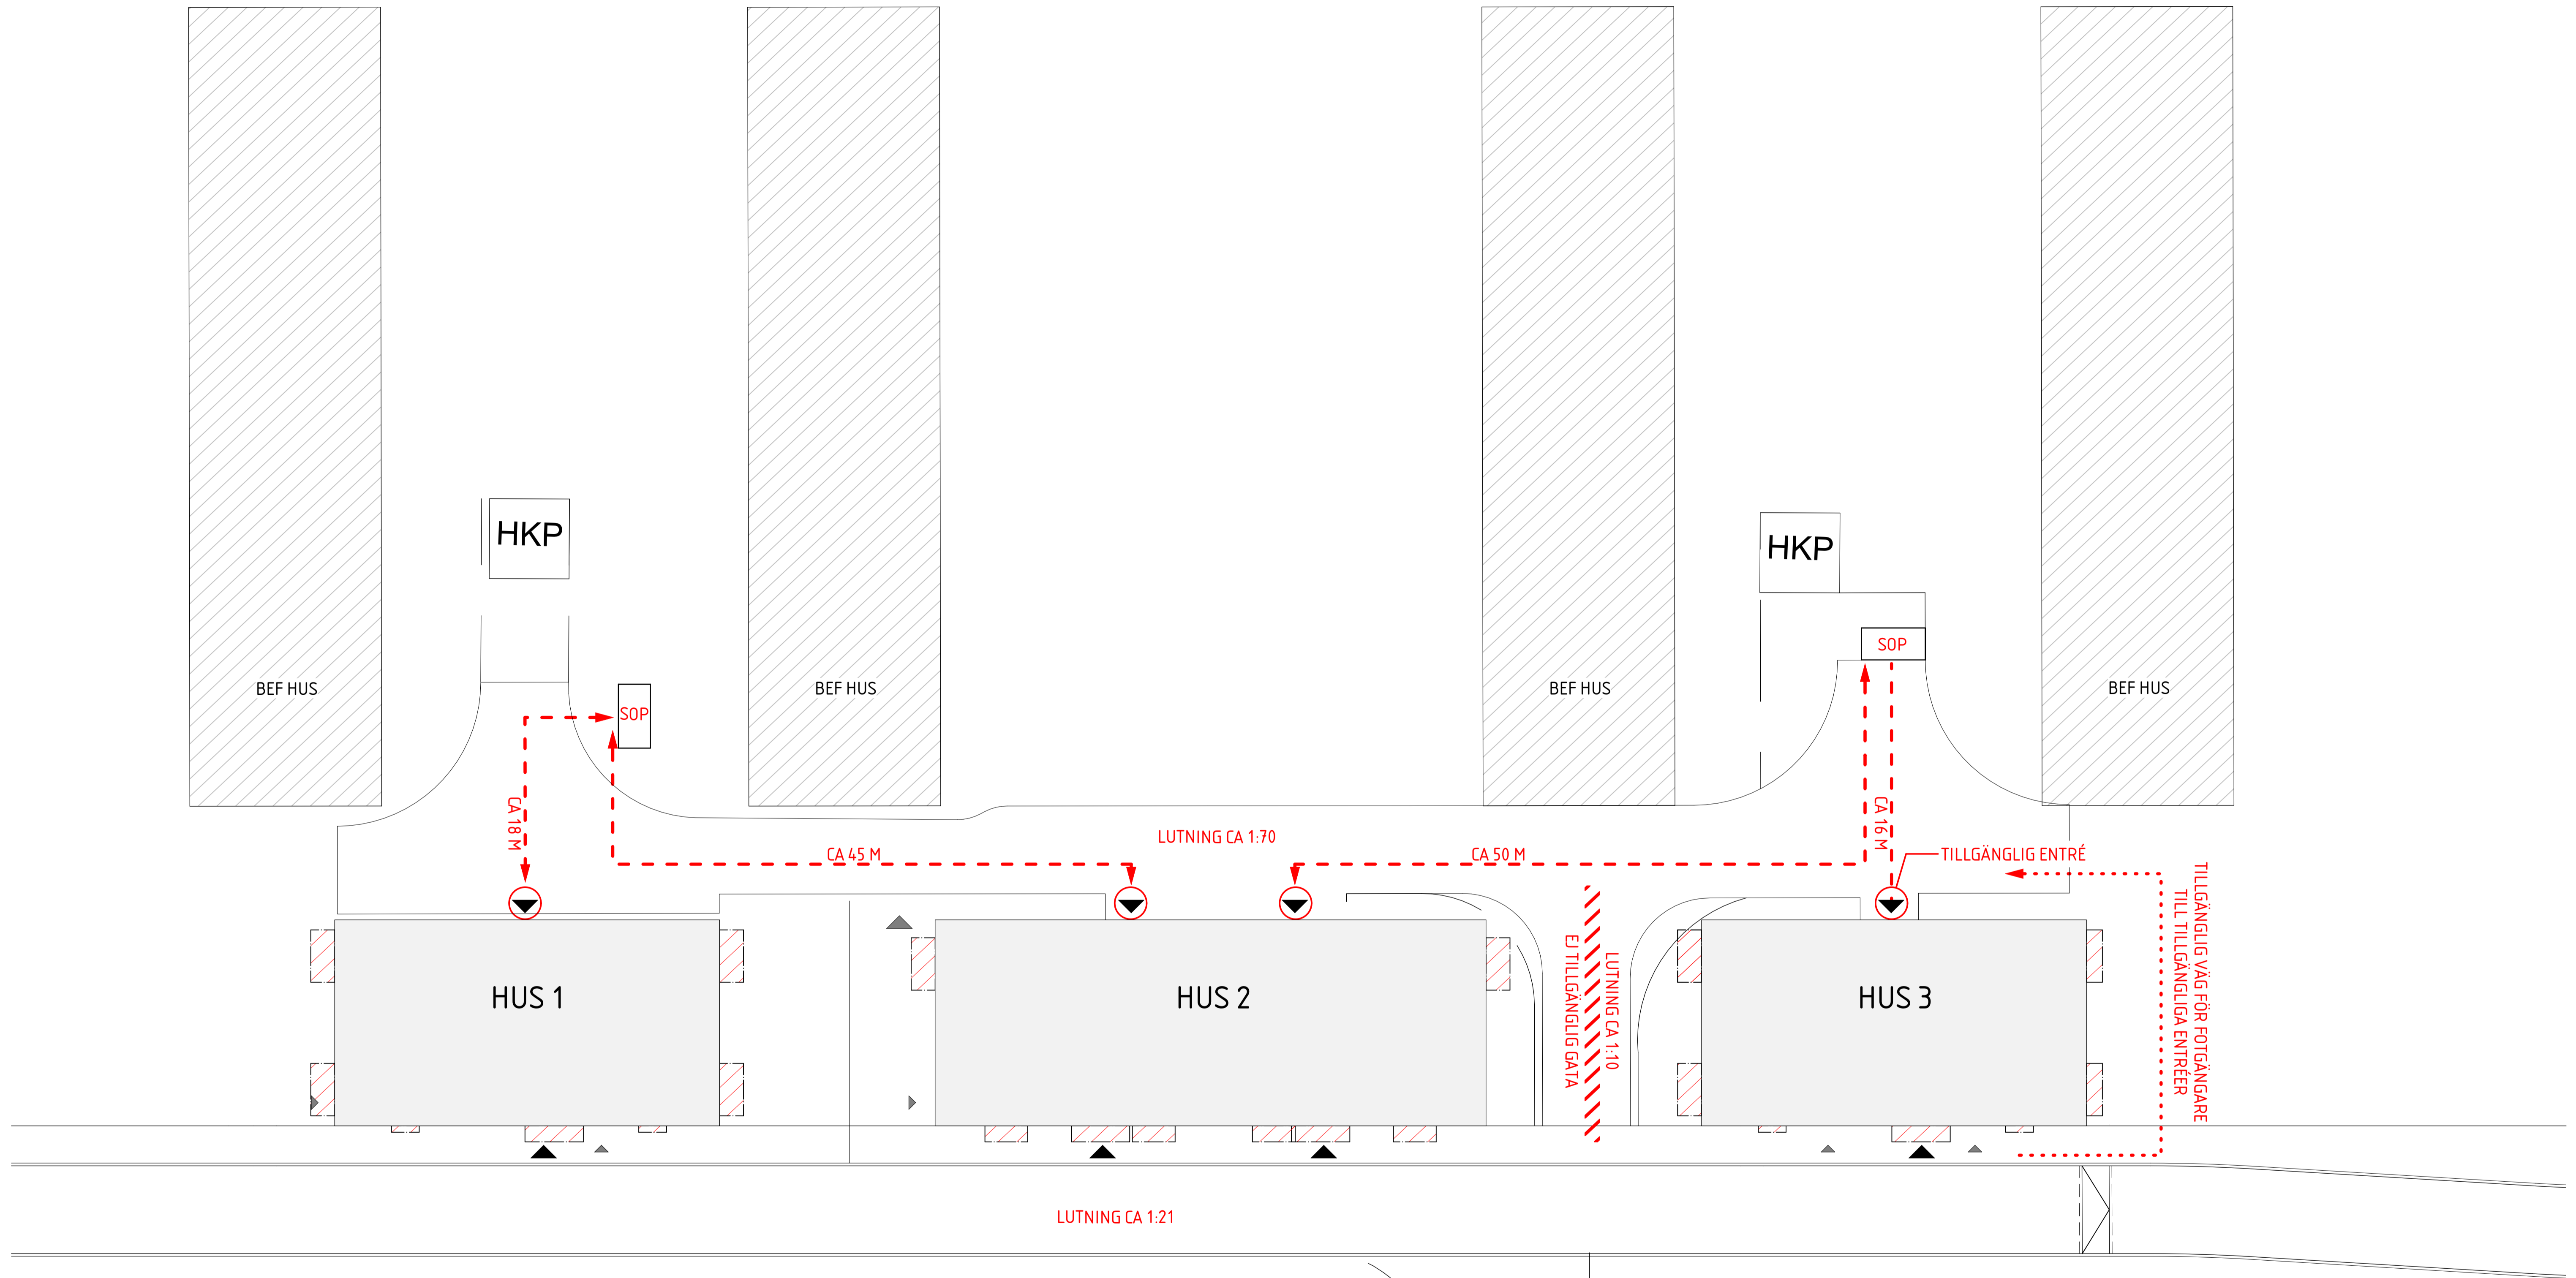 HKP
HKP
SOP
BEF HUS
BEF HUS
BEF HUS
BEF HUS
SOP
CA 18 M
CA 16 M
LUTNING CA 1:70
CA 45 M
CA 50 M
TILLGÄNGLIG ENTRÉ
TILLGÄNGLIG VÄG FÖR FOTGÄNGARE
TILL TILLGÄNGLIGA ENTRÉER
HUS 1
HUS 2
LUTNING CA 1:10
EJ TILLGÄNGLIG GATA
HUS 3
LUTNING CA 1:21